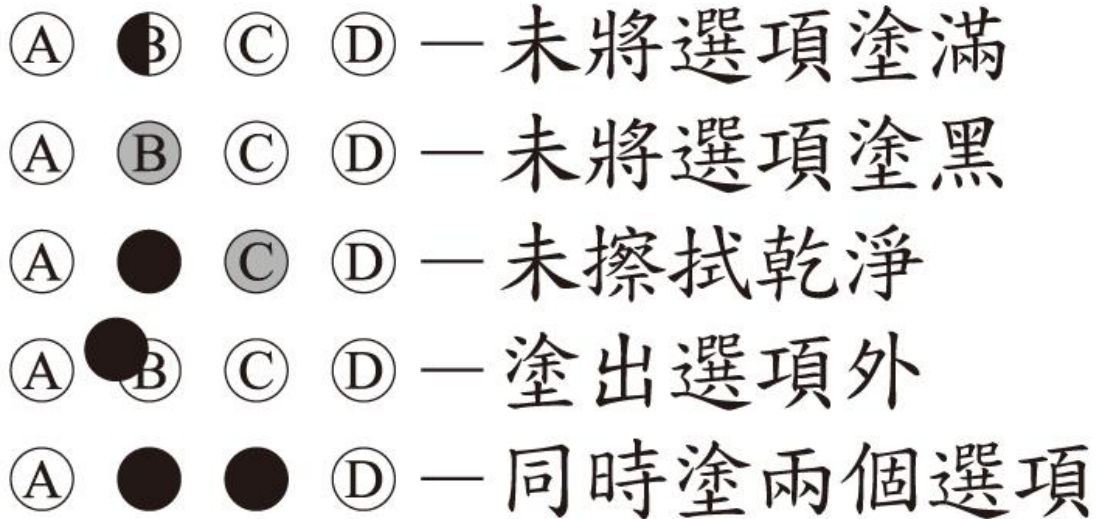 Ⓐ Ⓑ Ⓒ Ⓓ — 未將選項塗滿
Ⓐ Ⓑ Ⓒ Ⓓ — 未將選項塗黑
Ⓐ ● Ⓒ Ⓓ — 未擦拭乾淨
Ⓐ Ⓑ Ⓒ Ⓓ — 塗出選項外
Ⓐ ● ● Ⓓ — 同時塗兩個選項